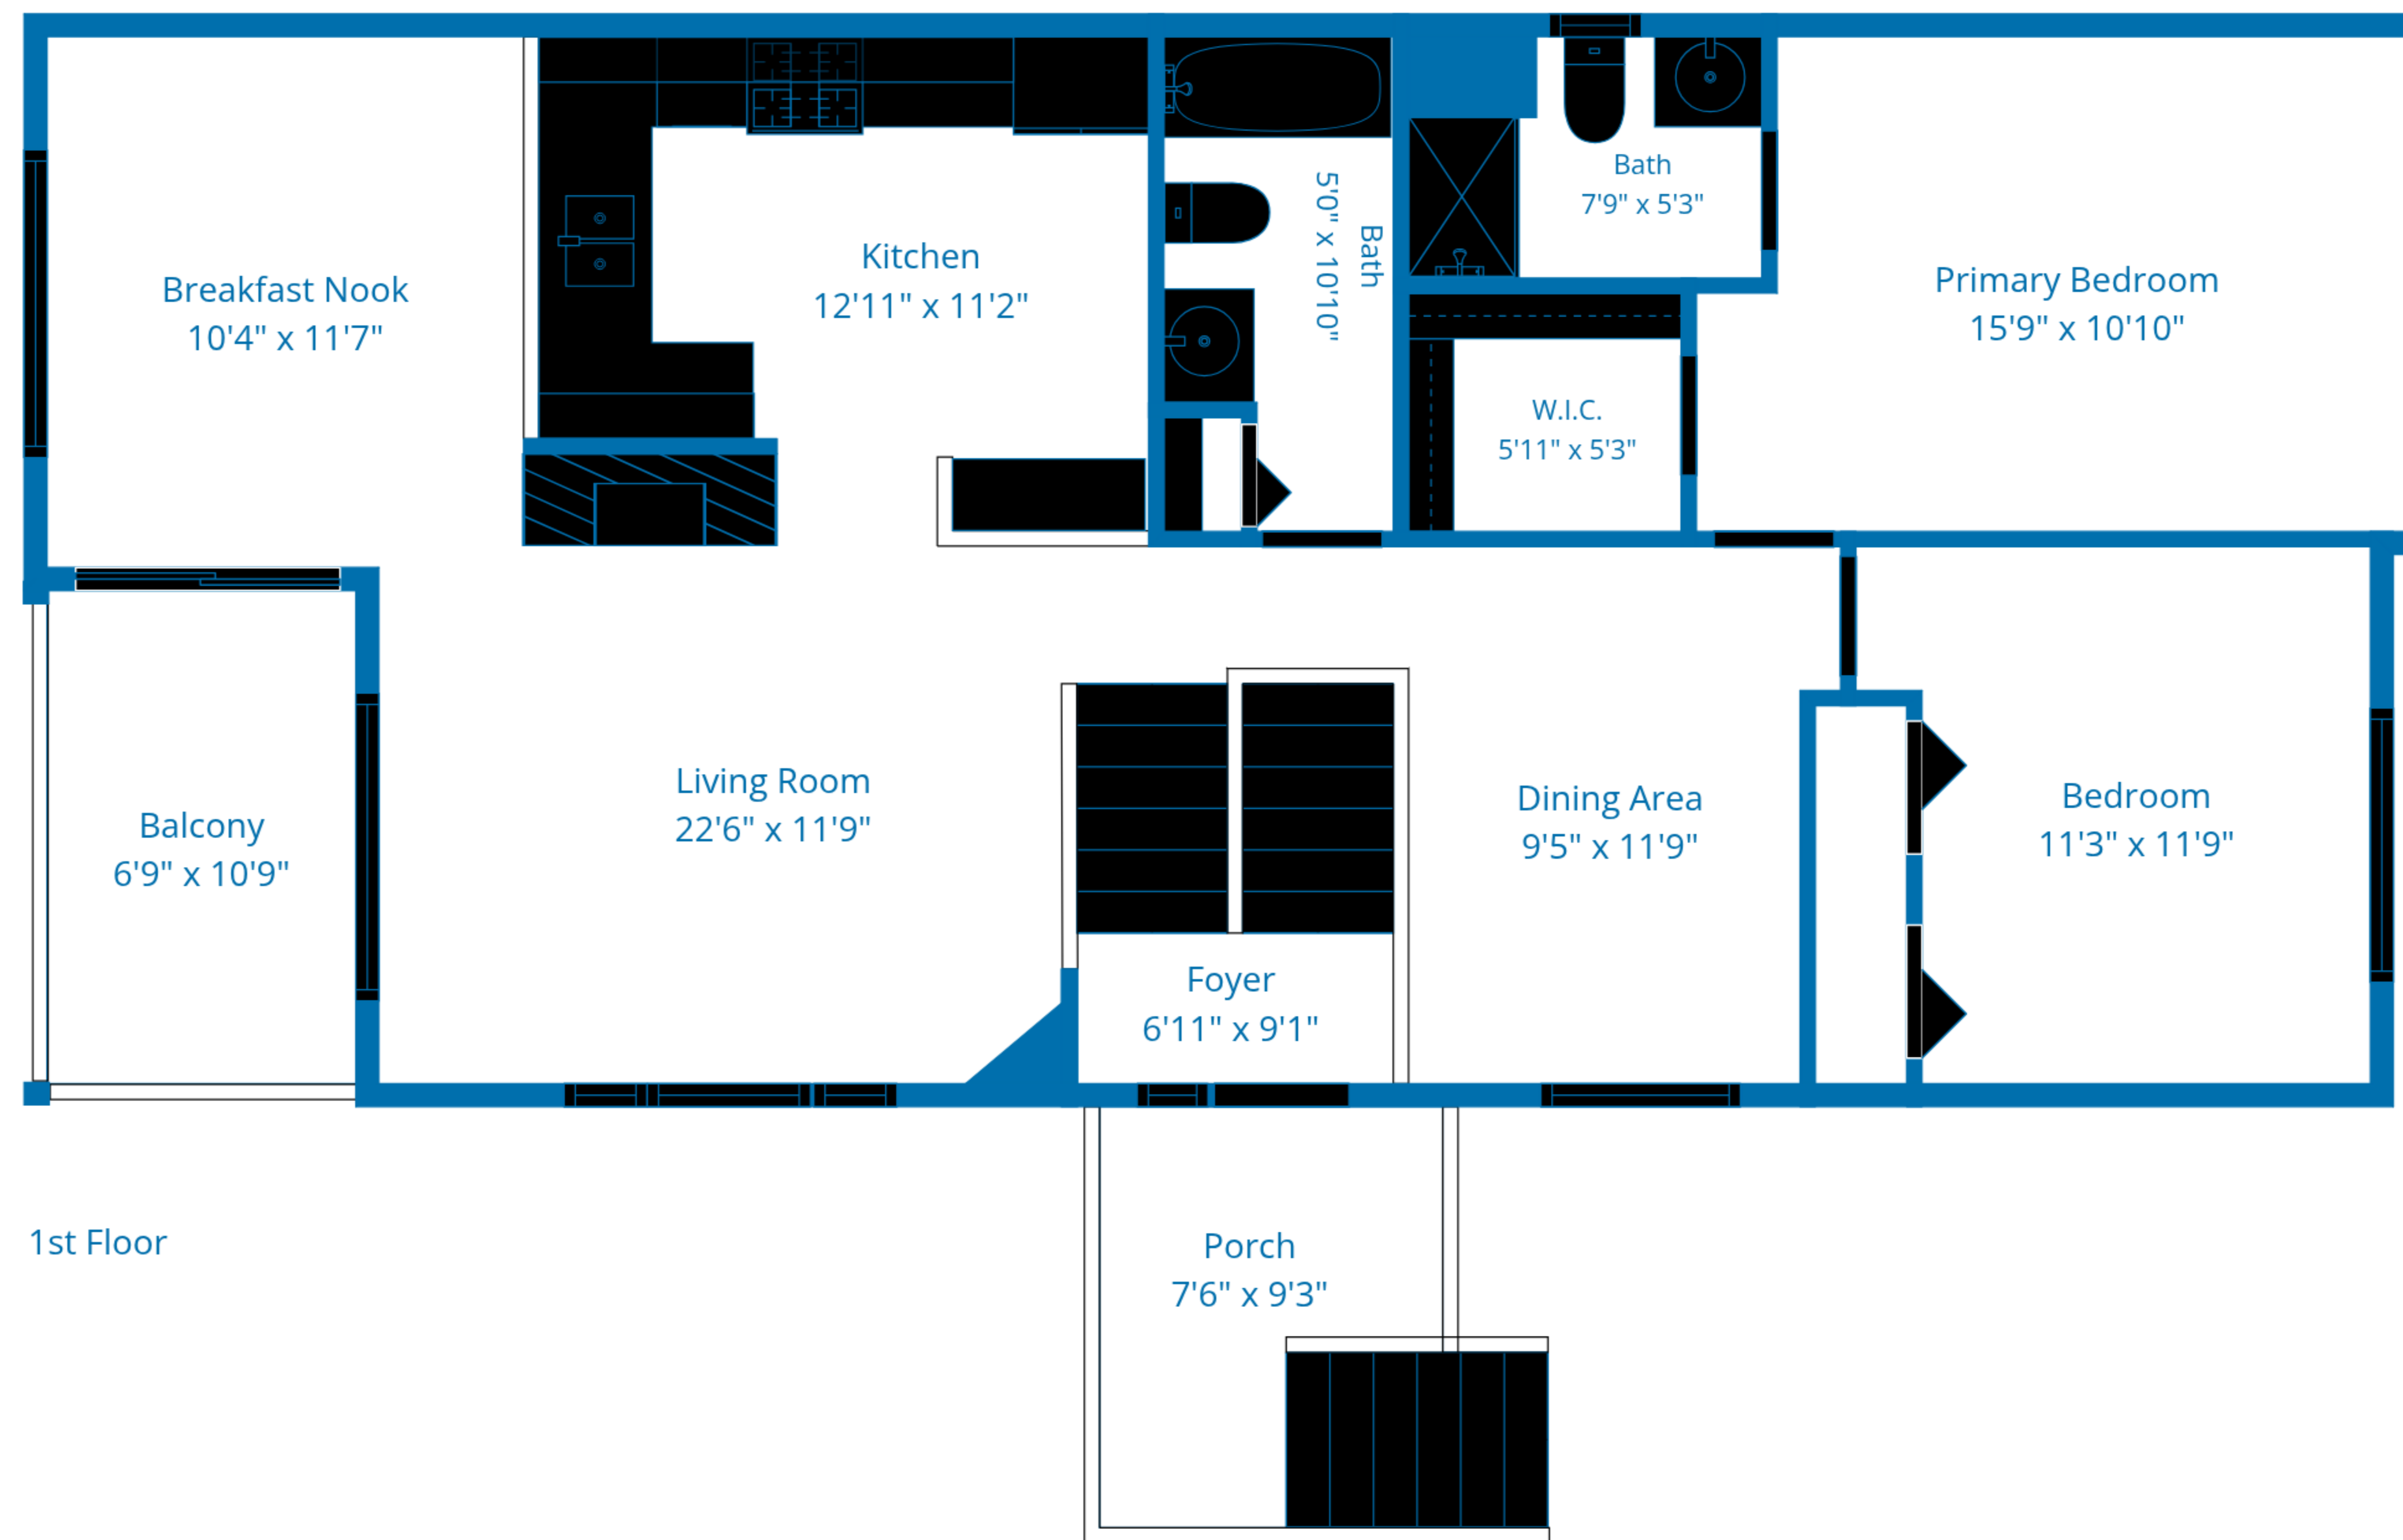 Bath
7'9" x 5'3"
Breakfast Nook
10'4" x 11'7"
Kitchen
12'11" x 11'2"
Bath
5'0" x 10'10"
Primary Bedroom
15'9" x 10'10"
W.I.C.
5'11" x 5'3"
Balcony
6'9" x 10'9"
Living Room
22'6" x 11'9"
Dining Area
9'5" x 11'9"
Bedroom
11'3" x 11'9"
Foyer
6'11" x 9'1"
1st Floor
Porch
7'6" x 9'3"